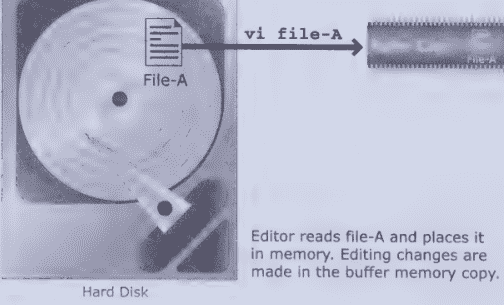 vi file-A
File-A
File-A
Editor reads file-A and places it
in memory. Editing changes are
made in the buffer memory copy.
Hard Disk